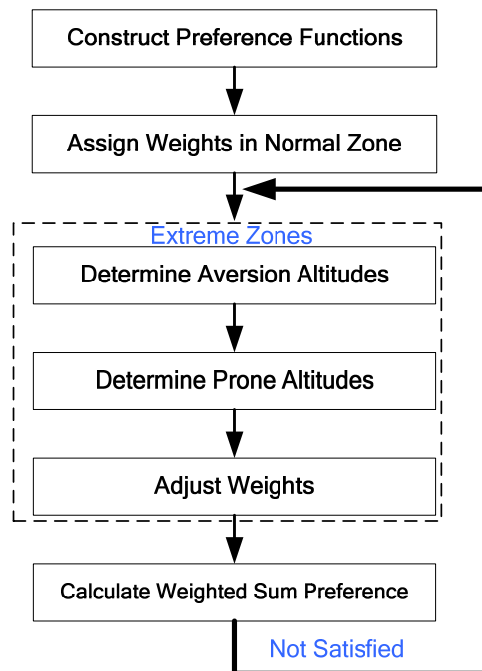 Construct Preference Functions
Assign Weights in Normal Zone
Extreme Zones
Determine Aversion Altitudes
Determine Prone Altitudes
Adjust Weights
Calculate Weighted Sum Preference
Not Satisfied